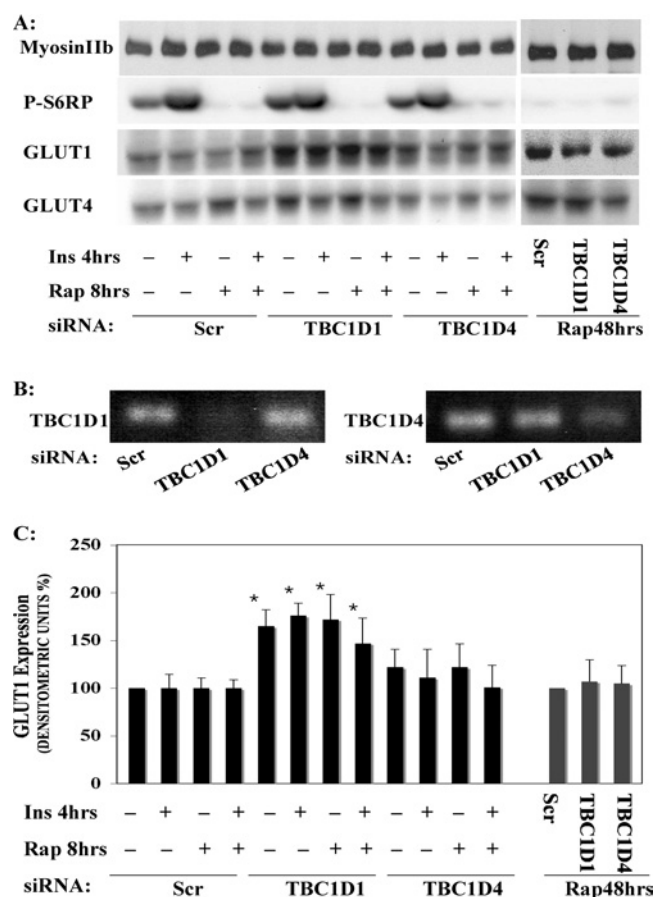 A:
MyosinIIb
P-S6RP
GLUT1
GLUT4
Ins 4hrs – + – + – + – + – + – +
Rap 8hrs – – + + – – + + – – + +
Scr TBC1D1 TBC1D4
siRNA: Scr TBC1D1 TBC1D4 Rap48hrs
B:
TBC1D1
siRNA: Scr TBC1D1 TBC1D4
TBC1D4
siRNA: Scr TBC1D1 TBC1D4
C:
GLUT1 Expression
(DENSITOMETRIC UNITS %)
250
200
150
100
50
0
* * * *
Ins 4hrs – + – + – + – + – + – +
Rap 8hrs – – + + – – + + – – + +
Scr TBC1D1 TBC1D4
siRNA: Scr TBC1D1 TBC1D4 Rap48hrs